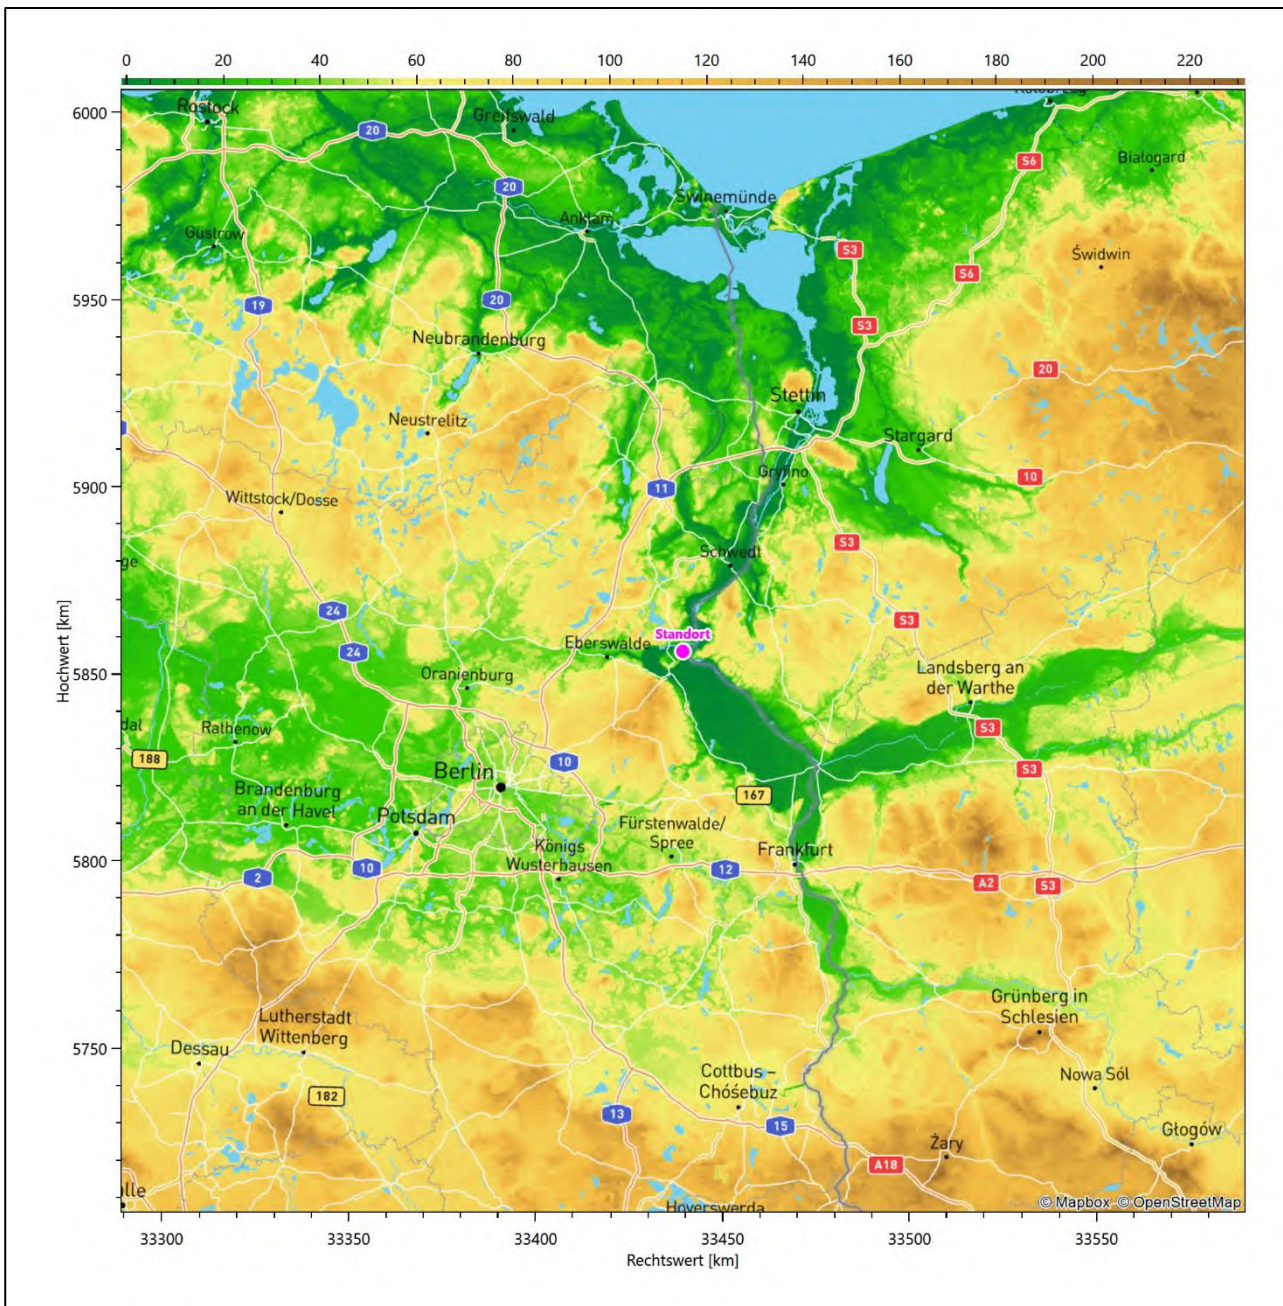 0 20 40 60 80 100 120 140 160 180 200 220
6000
5950
5900
5850
5800
5750
Hochwert [km]
Rostock
Greifswald
20
S6
Białogard
20
Swinemünde
Anklam
Güstrow
S3
Świdwin
S6
19
20
S3
Neubrandenburg
20
Stettin
Neustrelitz
Stargard
Gryfino
10
11
Wittstock/Dosse
S3
Schwedt
ge
24
S3
Standort
Eberswalde
24
Oranienburg
Landsberg an
der Warthe
dal
Rathenow
S3
188
10
S3
Berlin
167
Brandenburg
an der Havel
Potsdam
Fürstenwalde/
Spree
Königs
Wusterhausen
Frankfurt
10
2
12
A2
S3
Grünberg in
Schlesien
Lutherstadt
Wittenberg
Dessau
Cottbus –
Chóśebuz
Nowa Sól
182
13
15
Głogów
Żary
A18
lle
Hoyerswerda
© Mapbox © OpenStreetMap
33300 33350 33400 33450 33500 33550
Rechtswert [km]